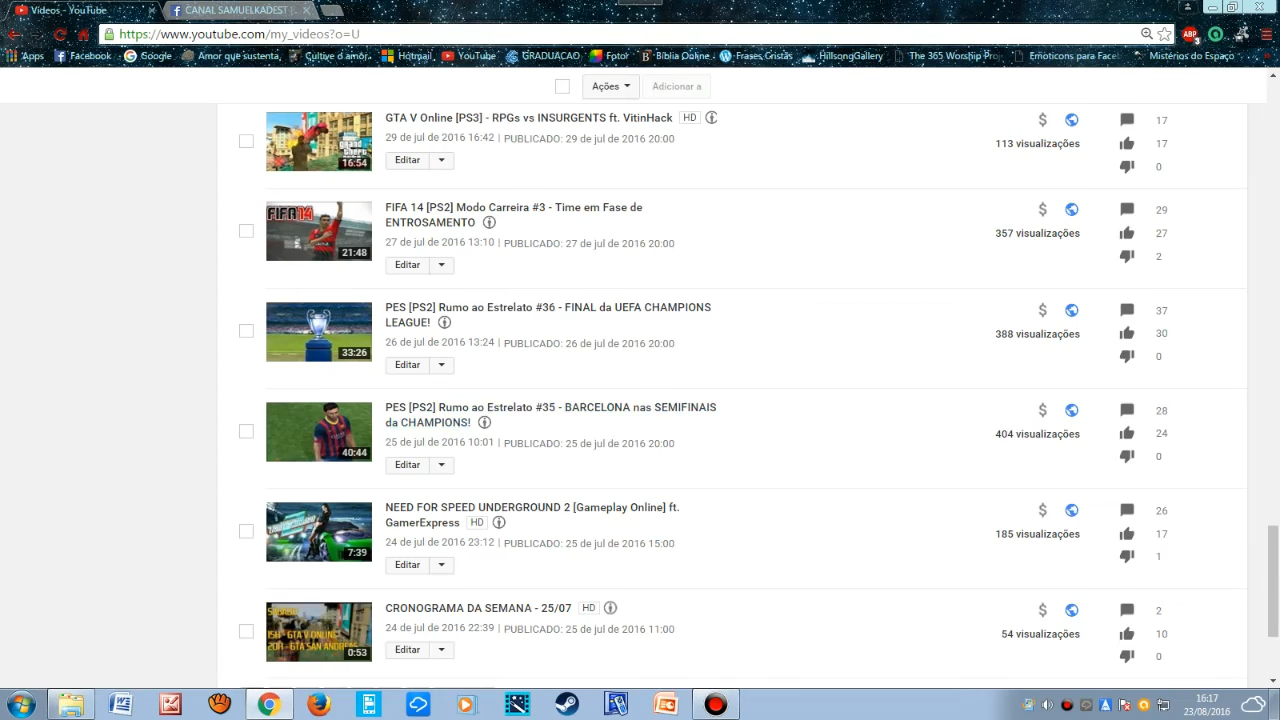 Videos - YouTube
CANAL SAMUELKADEST
https://www.youtube.com/my_videos?o=U
ABP
Apps
Facebook
Google
Amor que sustenta,
Cultive o amor,
Hotmail
YouTube
GRADUACAO
Fotor
Bíblia Online
Frases Cristãs
HillsongGallery
The 365 Worship Pro
Emoticons para Face
Mistérios do Espaço
Ações
Adicionar a
GTA V Online [PS3] - RPGs vs INSURGENTS ft. VitinHack HD
29 de jul de 2016 16:42 | PUBLICADO: 29 de jul de 2016 20:00
Editar
16:54
113 visualizações
17
17
0
FIFA 14 [PS2] Modo Carreira #3 - Time em Fase de
ENTROSAMENTO
27 de jul de 2016 13:10 | PUBLICADO: 27 de jul de 2016 20:00
Editar
FIFA14
21:48
357 visualizações
29
27
2
PES [PS2] Rumo ao Estrelato #36 - FINAL da UEFA CHAMPIONS
LEAGUE!
26 de jul de 2016 13:24 | PUBLICADO: 26 de jul de 2016 20:00
Editar
33:26
388 visualizações
37
30
0
PES [PS2] Rumo ao Estrelato #35 - BARCELONA nas SEMIFINAIS
da CHAMPIONS!
25 de jul de 2016 10:01 | PUBLICADO: 25 de jul de 2016 20:00
Editar
40:44
404 visualizações
28
24
0
NEED FOR SPEED UNDERGROUND 2 [Gameplay Online] ft.
GamerExpress HD
24 de jul de 2016 23:12 | PUBLICADO: 25 de jul de 2016 15:00
Editar
7:39
185 visualizações
26
17
1
CRONOGRAMA DA SEMANA - 25/07 HD
24 de jul de 2016 22:39 | PUBLICADO: 25 de jul de 2016 11:00
Editar
SÁBADO
15H - GTA V ONLINE
20H - GTA SAN ANDREAS
0:53
54 visualizações
2
10
0
16:17
23/08/2016